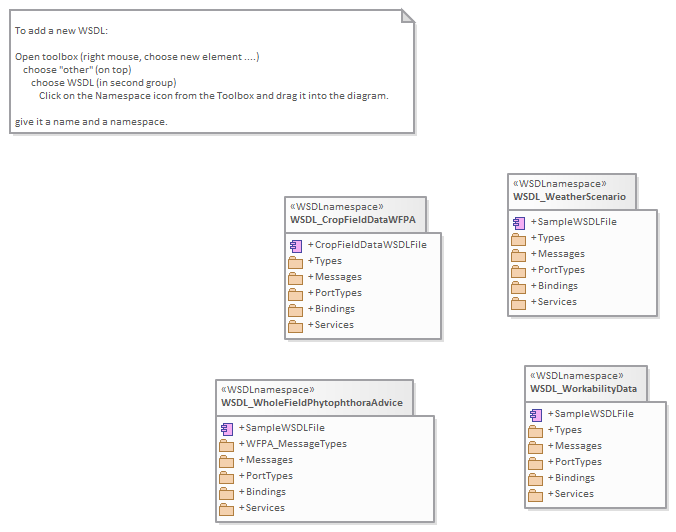 To add a new WSDL:
Open toolbox (right mouse, choose new element ....)
choose "other" (on top)
choose WSDL (in second group)
Click on the Namespace icon from the Toolbox and drag it into the diagram.
give it a name and a namespace.
«WSDLnamespace»
WSDL_CropFieldDataWFPA
+CropFieldDataWSDLFile
+Types
+Messages
+PortTypes
+Bindings
+Services
«WSDLnamespace»
WSDL_WeatherScenario
+SampleWSDLFile
+Types
+Messages
+PortTypes
+Bindings
+Services
«WSDLnamespace»
WSDL_WholeFieldPhytophthoraAdvice
+SampleWSDLFile
+WFPA_MessageTypes
+Messages
+PortTypes
+Bindings
+Services
«WSDLnamespace»
WSDL_WorkabilityData
+SampleWSDLFile
+Types
+Messages
+PortTypes
+Bindings
+Services